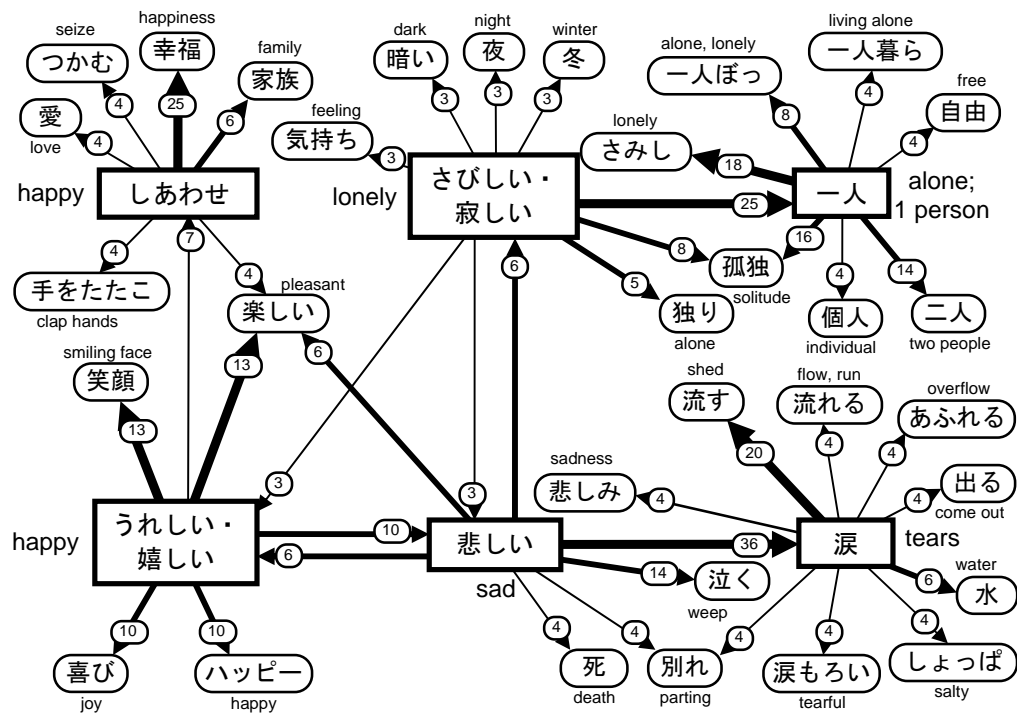 seize
つかむ
happiness
幸福
family
家族
愛
love
4
4
25
6
happy
しあわせ
7
4
4
手をたたこ
clap hands
pleasant
楽しい
smiling face
笑顔
13
13
6
happy
うれしい・
嬉しい
10
6
3
10
10
喜び
joy
ハッピー
happy
dark
暗い
night
夜
winter
冬
feeling
気持ち
3
3
3
3
lonely
さびしい・
寂しい
25
8
5
6
3
孤独
solitude
独り
alone
living alone
一人暮ら
alone, lonely
一人ぼっ
free
自由
lonely
さみし
18
8
4
4
一人
alone;
1 person
16
4
14
個人
individual
二人
two people
悲しい
sad
36
14
4
4
泣く
weep
死
death
別れ
parting
shed
流す
flow, run
流れる
overflow
あふれる
sadness
悲しみ
出る
come out
20
4
4
4
4
涙
tears
6
water
水
4
4
4
涙もろい
tearful
しょっぱ
salty